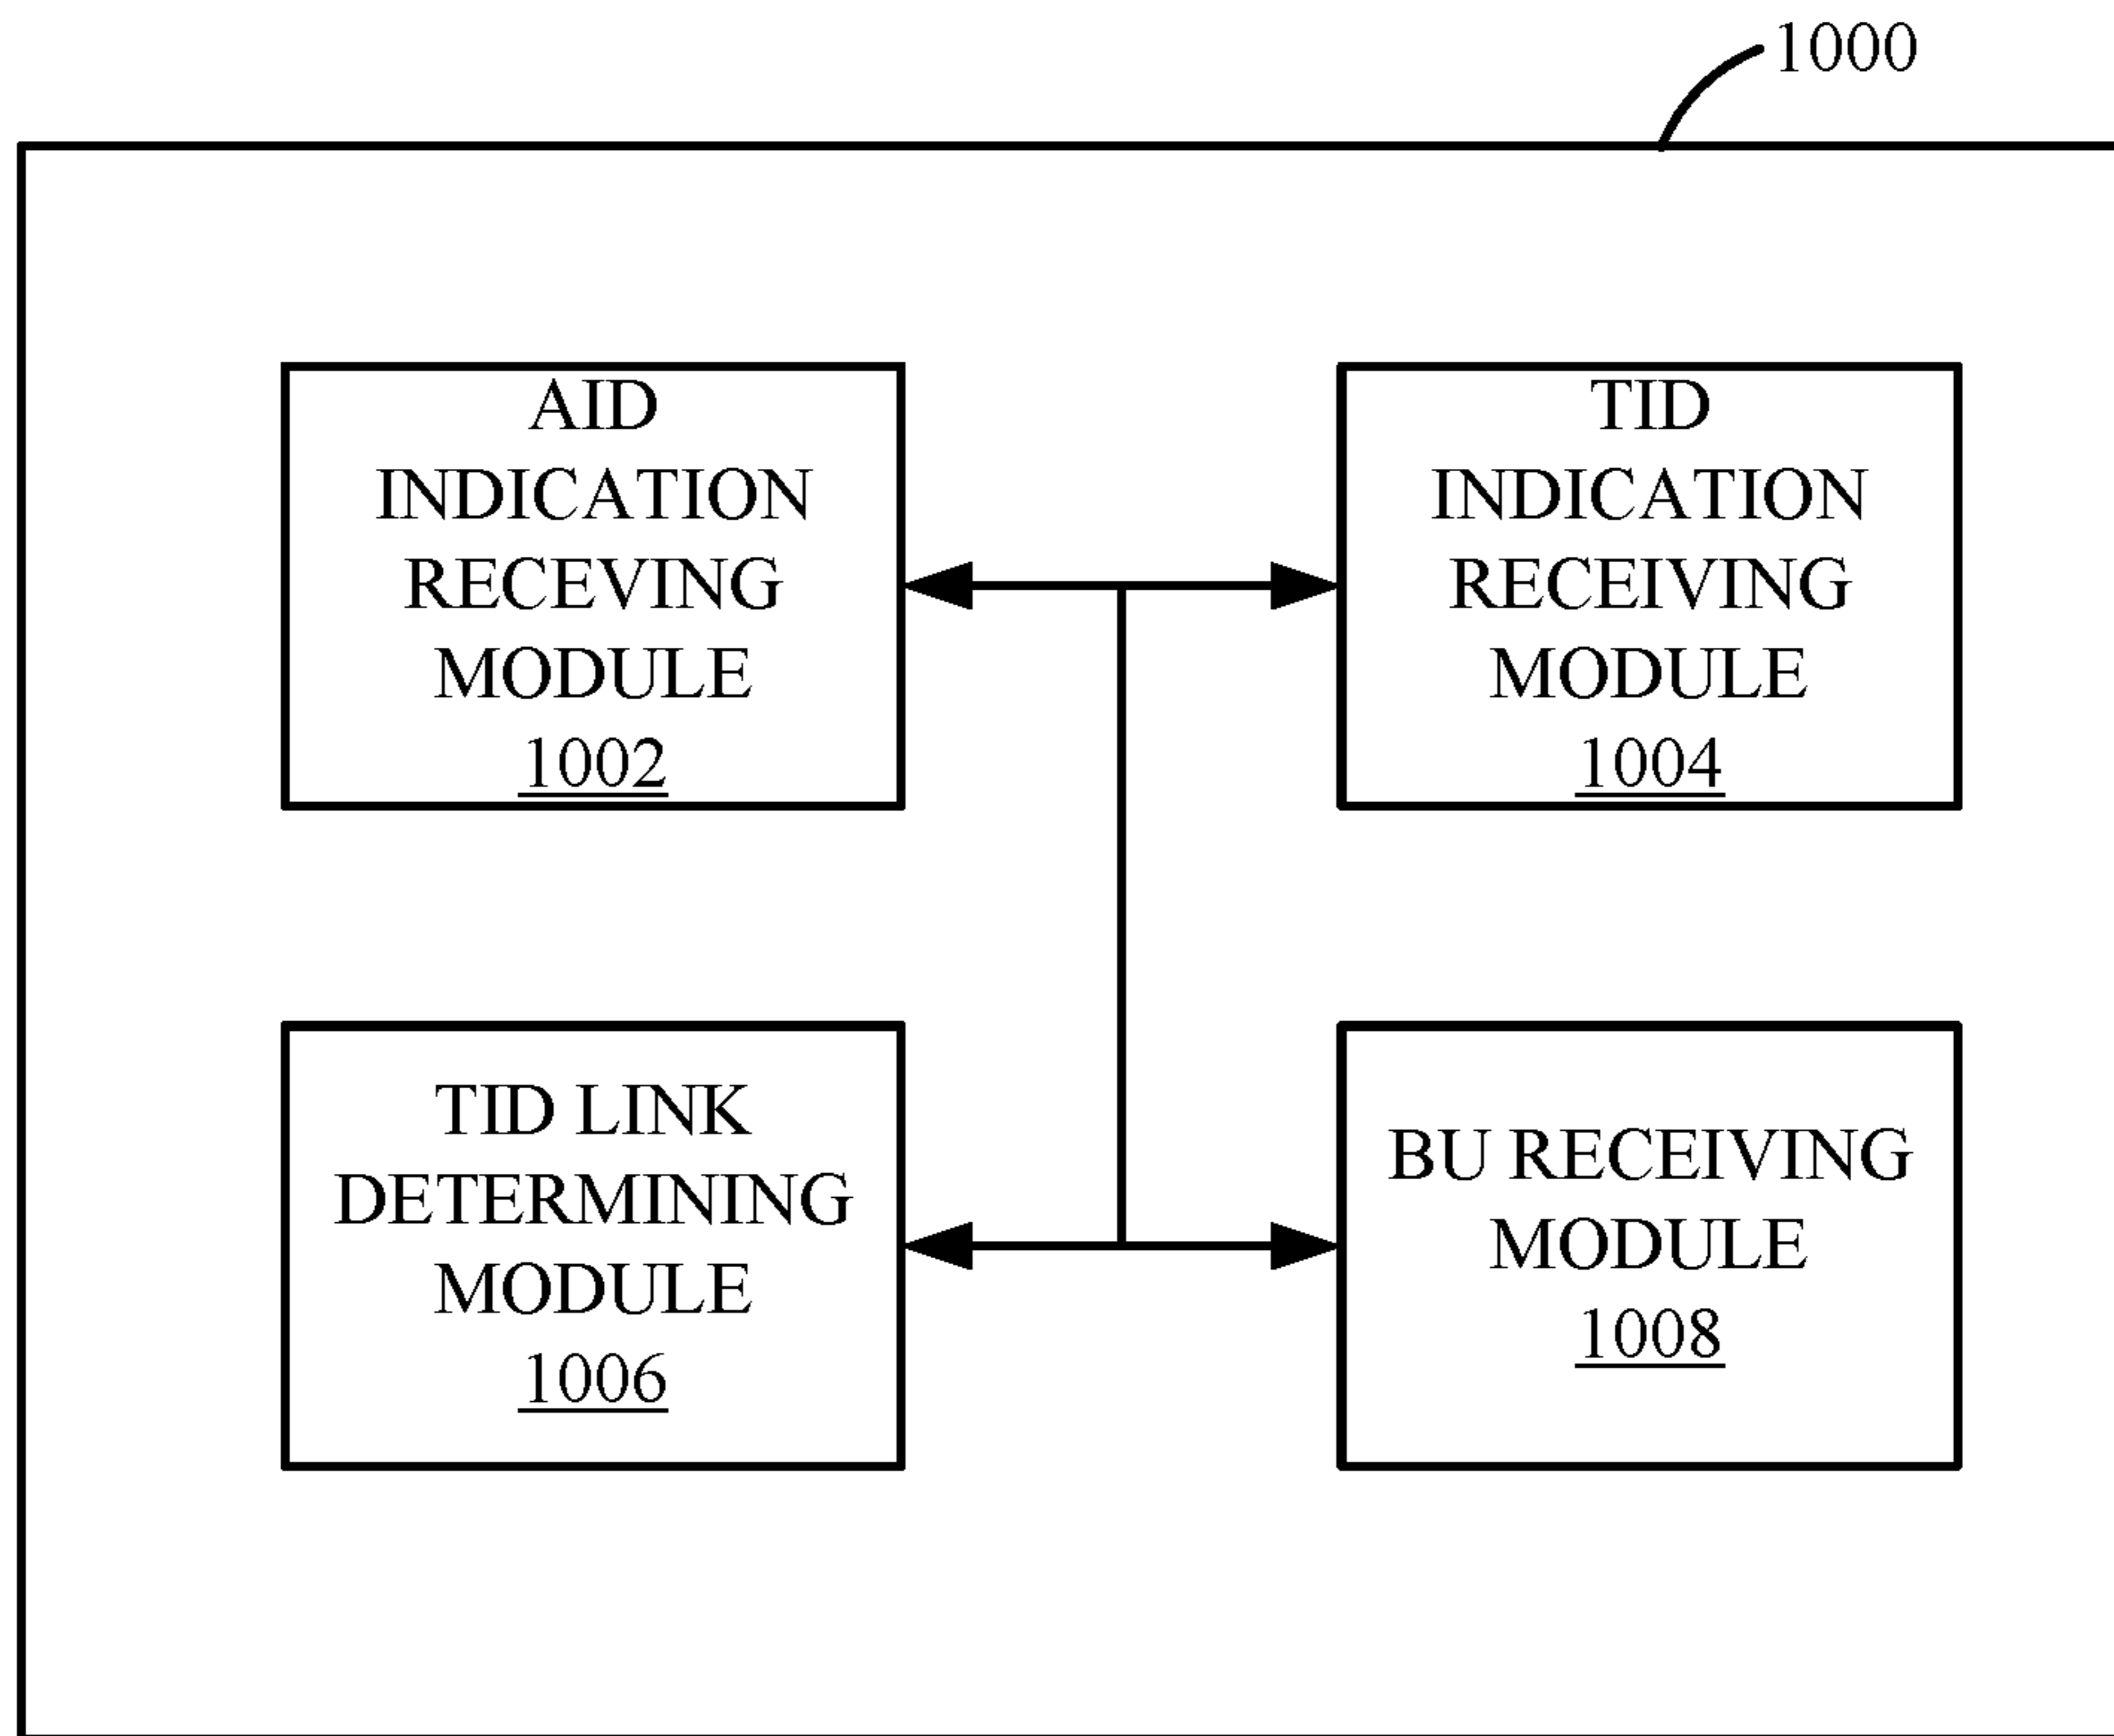 1000
AID
INDICATION
RECEVING
MODULE
1002
TID
INDICATION
RECEIVING
MODULE
1004
TID LINK
DETERMINING
MODULE
1006
BU RECEIVING
MODULE
1008